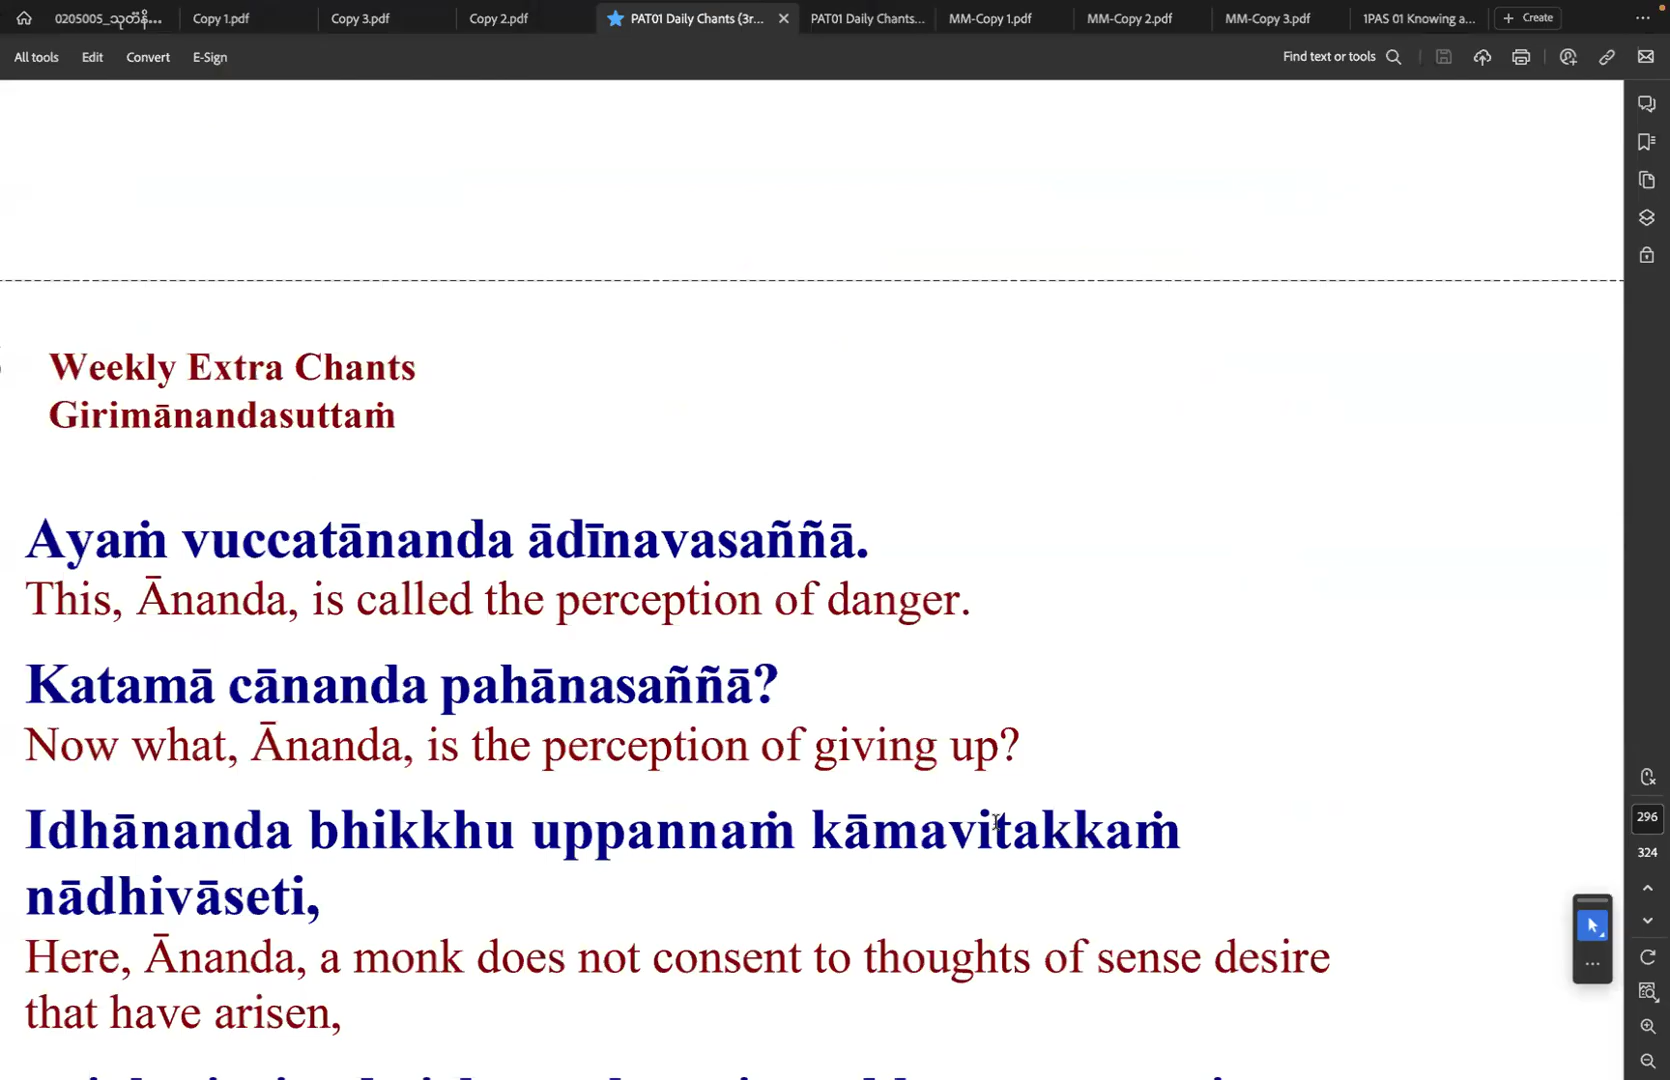 0205005_သုတ်နိ... Copy 1.pdf Copy 3.pdf Copy 2.pdf PAT01 Daily Chants (3r... PAT01 Daily Chants... MM-Copy 1.pdf MM-Copy 2.pdf MM-Copy 3.pdf 1PAS 01 Knowing a... + Create
All tools Edit Convert E-Sign Find text or tools
Weekly Extra Chants
Girimānandasuttaṁ
Ayaṁ vuccatānanda ādīnavasaññā.
This, Ānanda, is called the perception of danger.
Katamā cānanda pahānasaññā?
Now what, Ānanda, is the perception of giving up?
Idhānanda bhikkhu uppannaṁ kāmavitakkaṁ
nādhivāseti,
Here, Ānanda, a monk does not consent to thoughts of sense desire
that have arisen,
296
324